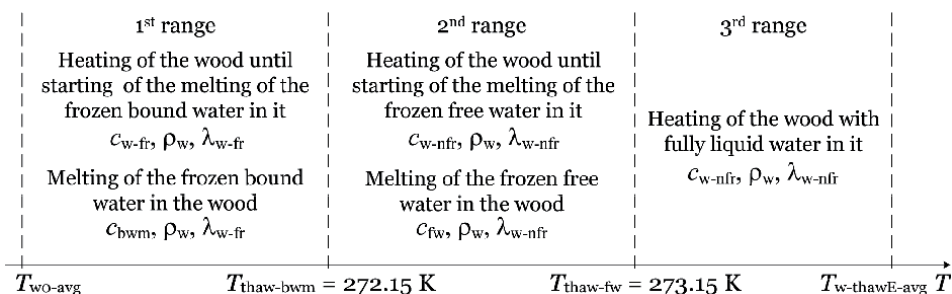 1st range
Heating of the wood until
starting of the melting of the
frozen bound water in it
cw-fr, ρw, λw-fr
Melting of the frozen bound
water in the wood
cbwm, ρw, λw-fr
2nd range
Heating of the wood until
starting of the melting of the
frozen free water in it
cw-nfr, ρw, λw-nfr
Melting of the frozen free
water in the wood
cfw, ρw, λw-nfr
3rd range
Heating of the wood with
fully liquid water in it
cw-nfr, ρw, λw-nfr
Tw0-avg Tthaw-bwm = 272.15 K Tthaw-fw = 273.15 K Tw-thawE-avg T